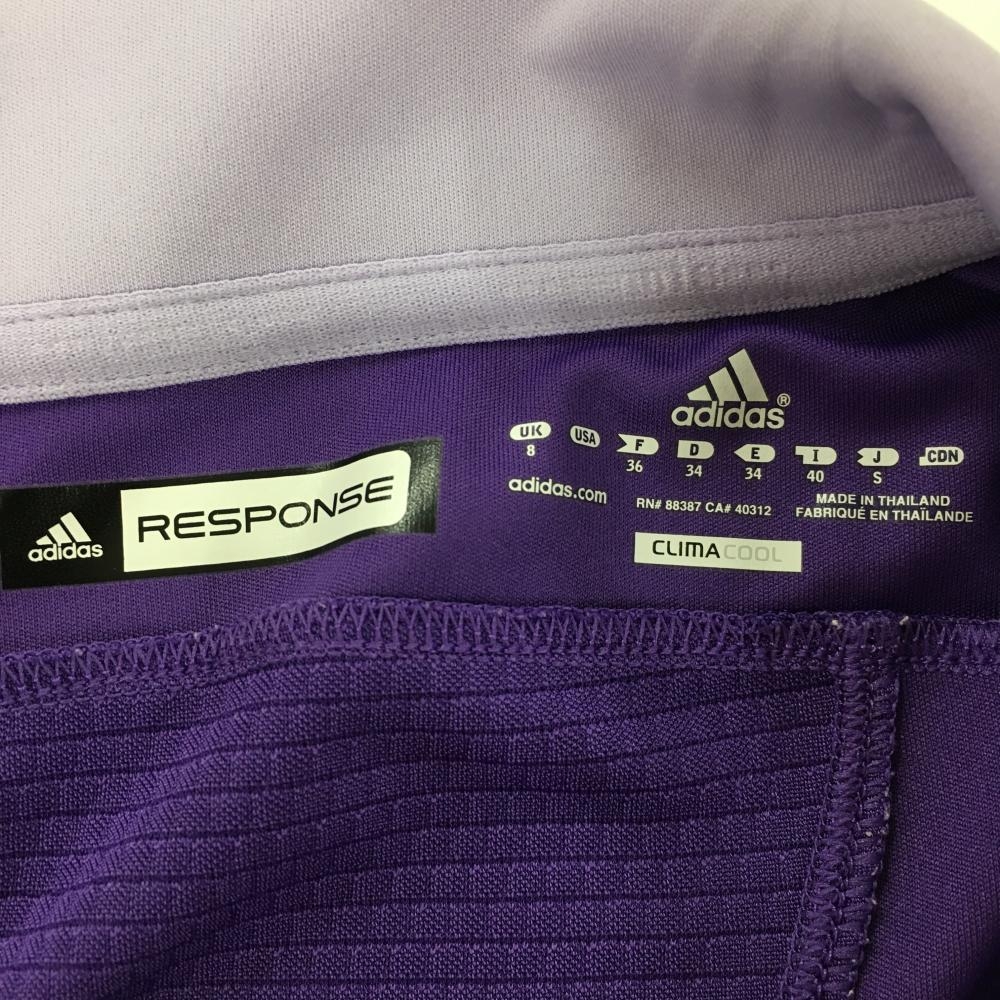 adidas
RESPONSE
adidas®
UK USA F D E I J CDN
8 36 34 34 40 S
adidas.com
RN# 88387 CA# 40312
MADE IN THAILAND
FABRIQUÉ EN THAÏLANDE
CLIMACOOL